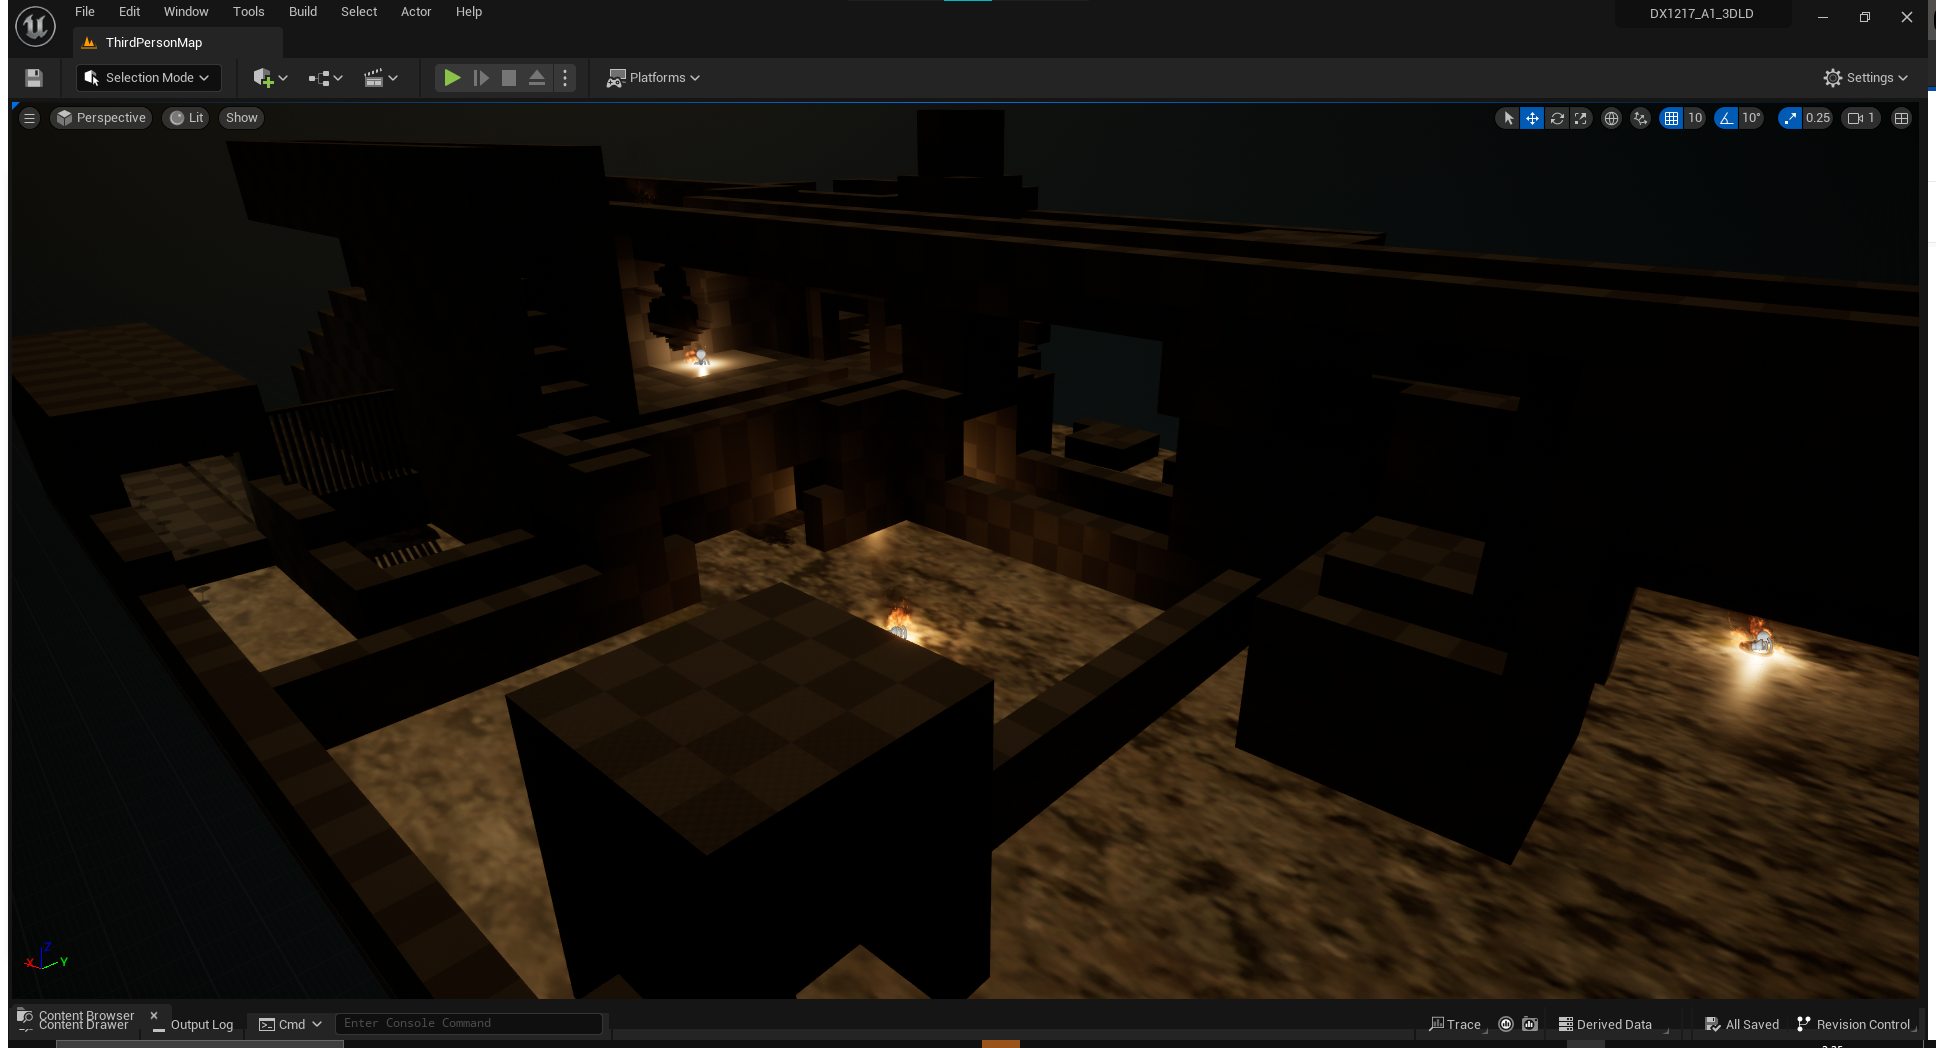 File Edit Window Tools Build Select Actor Help
DX1217_A1_3DLD
ThirdPersonMap
Selection Mode
Platforms
Settings
Perspective Lit Show
10 10° 0.25 1
Z
X Y
Content Browser
Content Drawer
Output Log
Cmd
Enter Console Command
Trace
Derived Data
All Saved
Revision Control